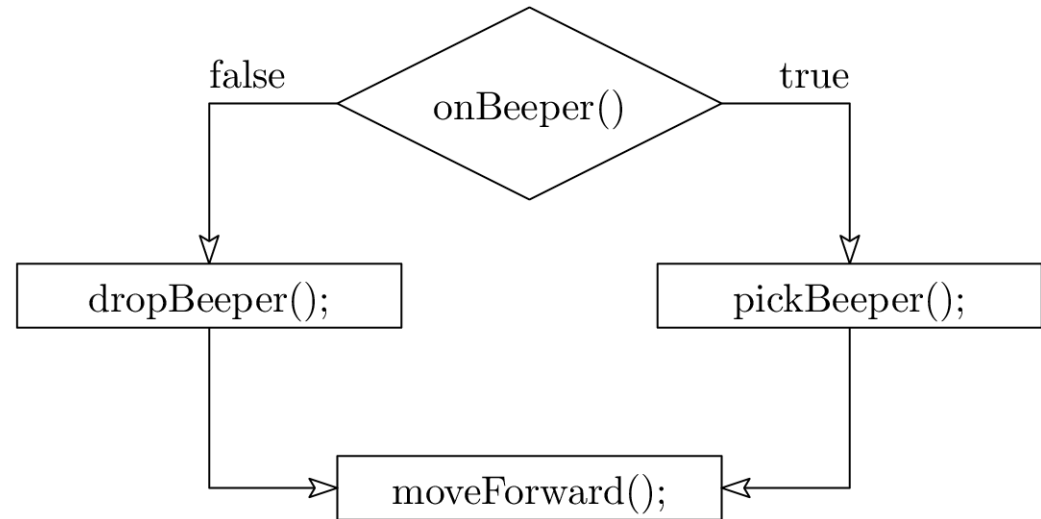 false
true
onBeeper()
dropBeeper();
pickBeeper();
moveForward();